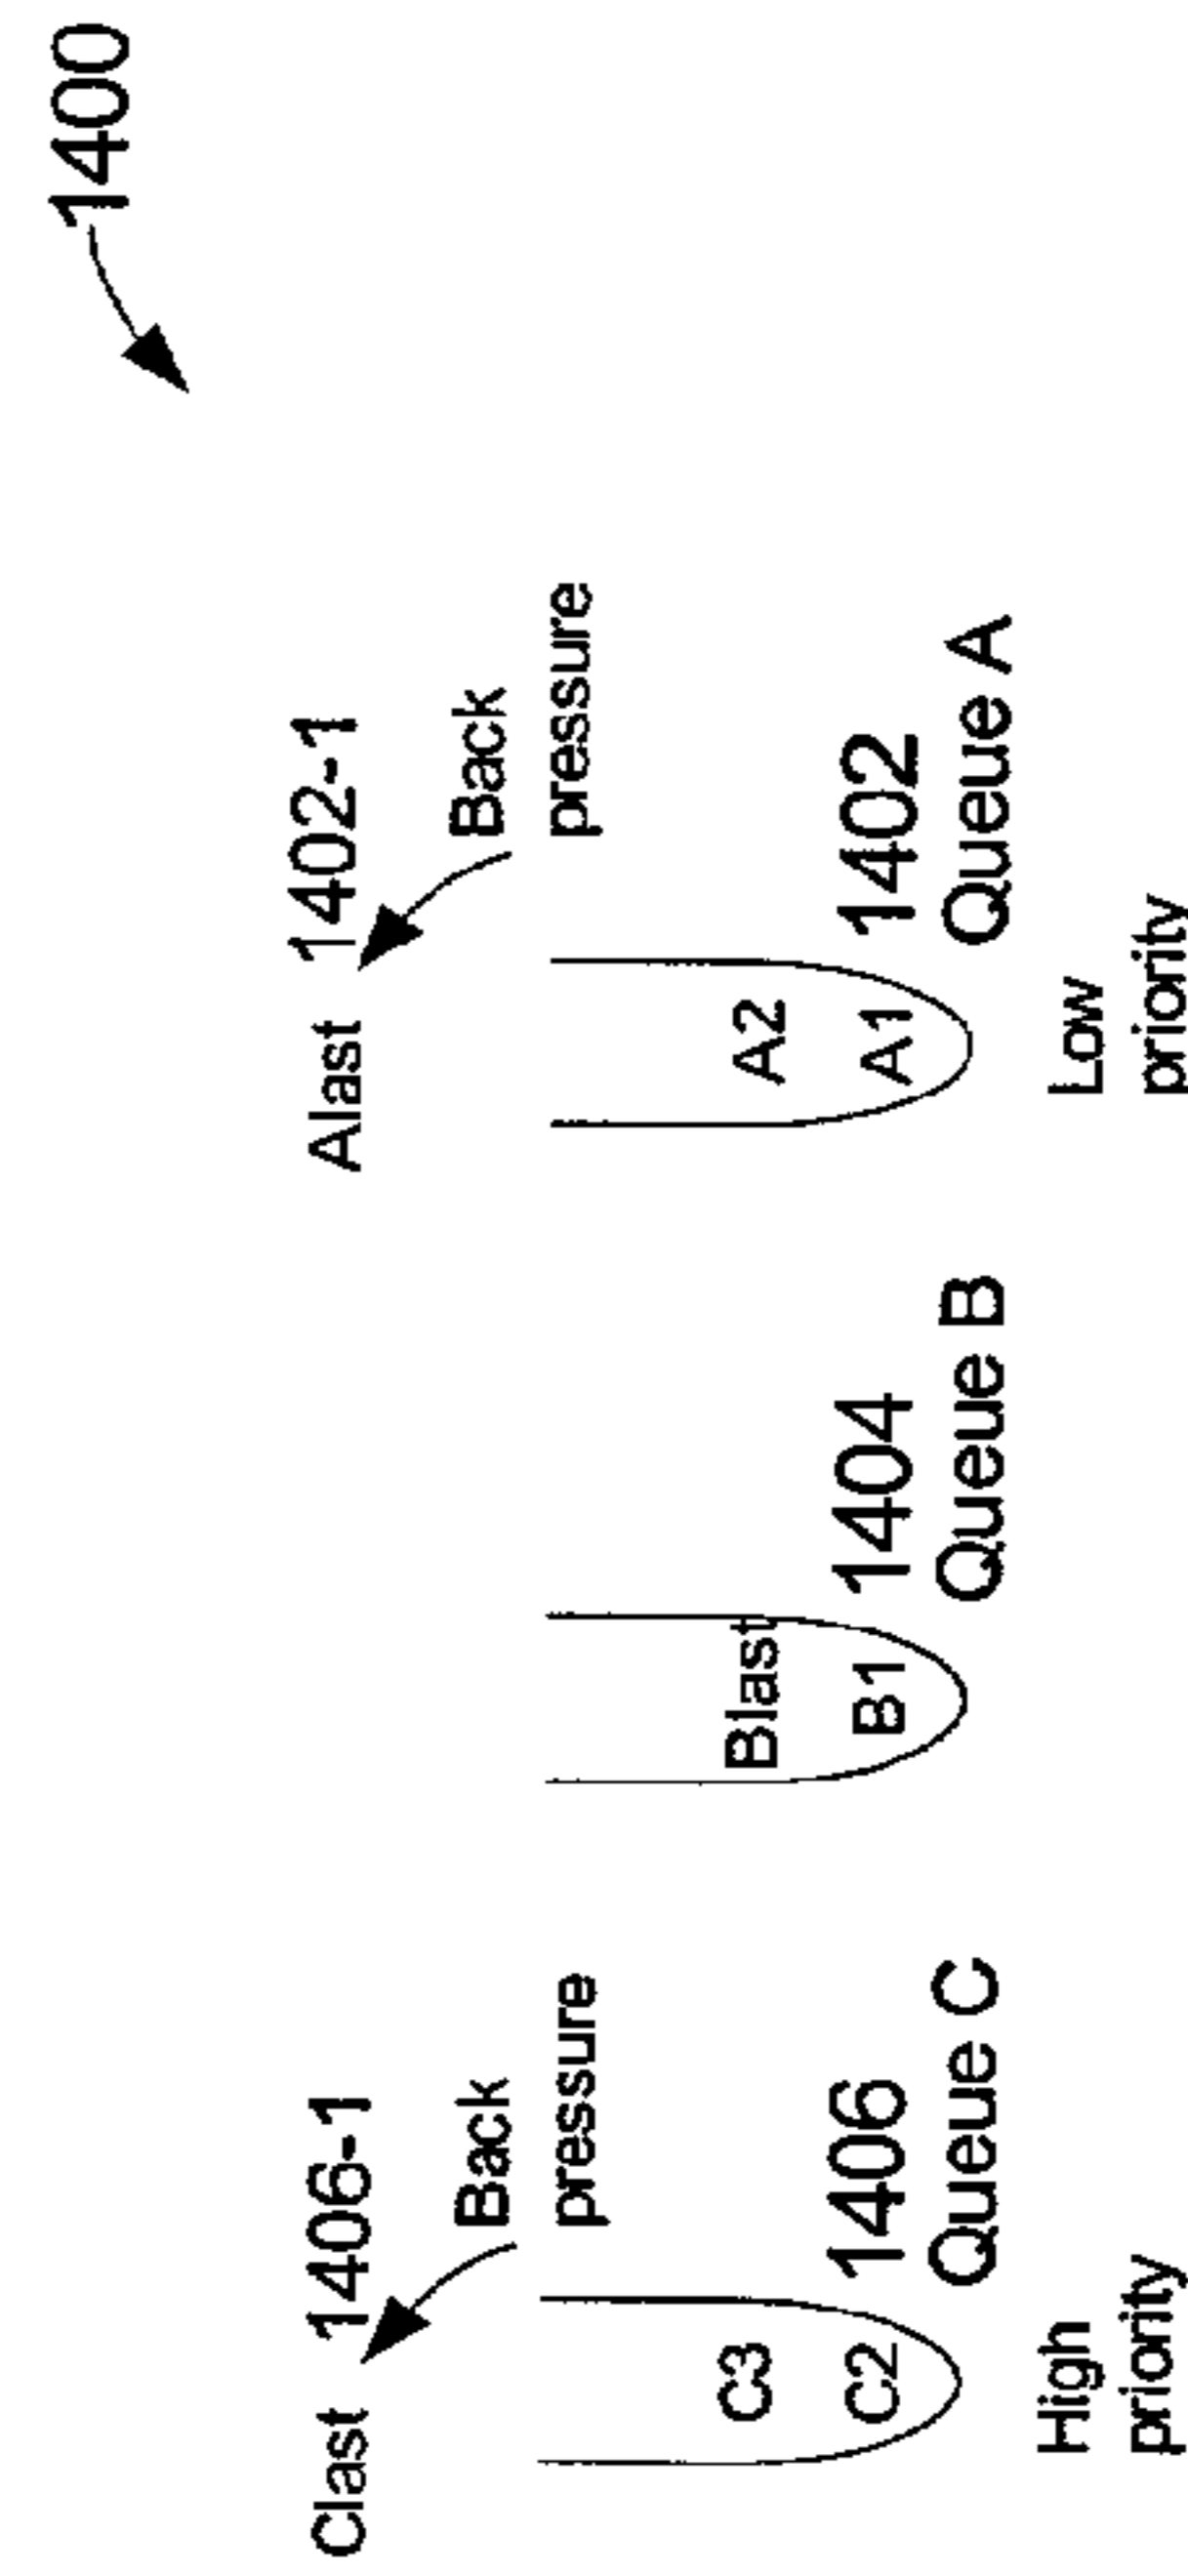 1400
Clast 1406-1
Back
pressure
C3
C2
1406
Queue C
High
priority
Blast
B1
1404
Queue B
Alast 1402-1
Back
pressure
A2
A1
1402
Queue A
Low
priority